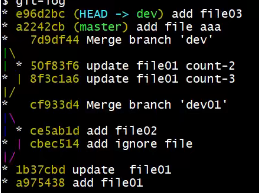 $ git-log
* e96d2bc (HEAD -> dev) add file03
* a2242cb (master) add file aaa
*   7d9df44 Merge branch 'dev'
|\
| * 50f83f6 update file01 count-2
* | 8f3c1a6 update file01 count-3
|/
*   cf933d4 Merge branch 'dev01'
|\
| * ce5ab1d add file02
* | cbec514 add ignore file
|/
* 1b37cbd update  file01
* a975438 add file01